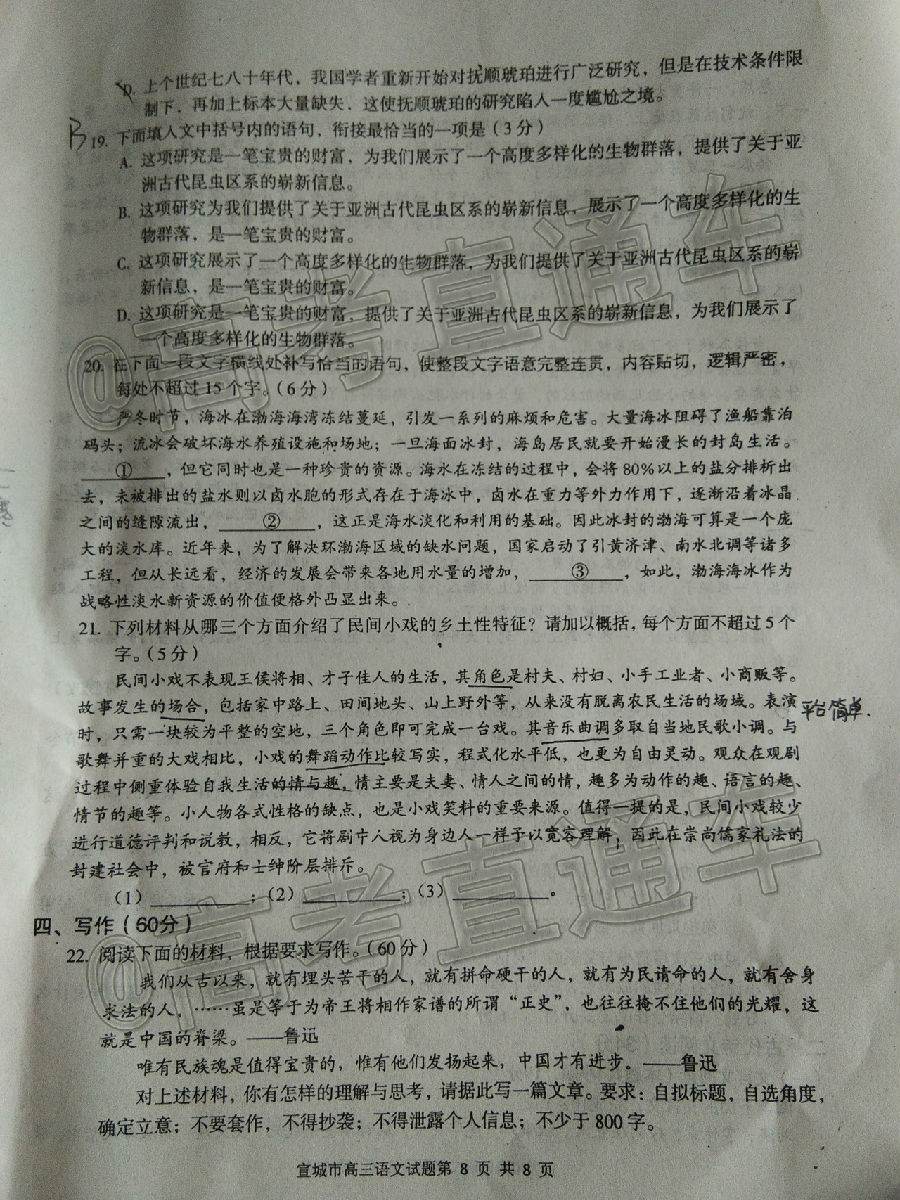 D. 上个世纪七八十年代，我国学者重新开始对抚顺琥珀进行广泛研究，但是在技术条件限
制下，再加上标本大量缺失，这使抚顺琥珀的研究陷入一度尴尬之境。
B 19. 下面填入文中括号内的语句，衔接最恰当的一项是（3分）
A. 这项研究是一笔宝贵的财富，为我们展示了一个高度多样化的生物群落，提供了关于亚
洲古代昆虫区系的崭新信息。
B. 这项研究为我们提供了关于亚洲古代昆虫区系的崭新信息，展示了一个高度多样化的生
物群落，是一笔宝贵的财富。
C. 这项研究展示了一个高度多样化的生物群落，为我们提供了关于亚洲古代昆虫区系的崭
新信息，是一笔宝贵的财富。
D. 这项研究是一笔宝贵的财富，提供了关于亚洲古代昆虫区系的崭新信息，为我们展示了
一个高度多样化的生物群落。
20. 在下面一段文字横线处补写恰当的语句，使整段文字语意完整连贯，内容贴切，逻辑严密，
每处不超过15个字。（6分）
严冬时节，海冰在渤海海湾冻结蔓延，引发一系列的麻烦和危害。大量海冰阻碍了渔船靠泊
码头；流冰会破坏海水养殖设施和场地；一旦海面冰封，海岛居民就要开始漫长的封岛生活。
①，但它同时也是一种珍贵的资源。海水在冻结的过程中，会将80%以上的盐分排析出
去，未被排出的盐水则以卤水胞的形式存在于海冰中，卤水在重力等外力作用下，逐渐沿着冰晶
之间的缝隙流出，②，这正是海水淡化和利用的基础。因此冰封的渤海可算是一个庞
大的淡水库。近年来，为了解决环渤海区域的缺水问题，国家启动了引黄济津、南水北调等诸多
工程，但从长远看，经济的发展会带来各地用水量的增加，③，如此，渤海海冰作为
战略性淡水新资源的价值便格外凸显出来。
21. 下列材料从哪三个方面介绍了民间小戏的乡土性特征？请加以概括，每个方面不超过5个
字。（5分）
民间小戏不表现王侯将相、才子佳人的生活，其角色是村夫、村妇、小手工业者、小商贩等。
故事发生的场合，包括家中路上、田间地头、山上野外等，从来没有脱离农民生活的场域。表演
平台简单.
时，只需一块较为平整的空地，三个角色即可完成一台戏。其音乐曲调多取自当地民歌小调。与
歌舞并重的大戏相比，小戏的舞蹈动作比较写实，程式化水平低，也更为自由灵动。观众在观剧
过程中侧重体验自我生活的情与趣，情主要是夫妻、情人之间的情，趣多为动作的趣、语言的趣、
情节的趣等。小人物各式性格的缺点，也是小戏笑料的重要来源。值得一提的是，民间小戏较少
进行道德评判和说教，相反，它将剧中人视为身边人一样予以宽容理解，因此在崇尚儒家礼法的
封建社会中，被官府和士绅阶层排斥。
（1）；（2）；（3）。
四、写作（60分）
22. 阅读下面的材料，根据要求写作。（60分）
我们从古以来，就有埋头苦干的人，就有拼命硬干的人，就有为民请命的人，就有舍身
求法的人，……虽是等于为帝王将相作家谱的所谓“正史”，也往往掩不住他们的光耀，这
就是中国的脊梁。——鲁迅
唯有民族魂是值得宝贵的，惟有他们发扬起来，中国才有进步。——鲁迅
对上述材料，你有怎样的理解与思考，请据此写一篇文章。要求：自拟标题，自选角度，
确定立意；不要套作，不得抄袭；不得泄露个人信息；不少于800字。
宣城市高三语文试题第 8 页 共 8 页
@高考直通车
@高考直通车